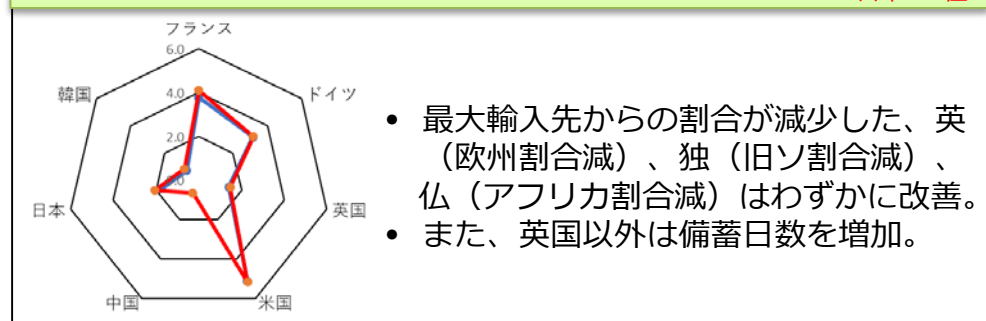 フランス
6.0
韓国
4.0
ドイツ
2.0
0.0
日本
英国
中国
米国
• 最大輸入先からの割合が減少した、英
（欧州割合減）、独（旧ソ割合減）、
仏（アフリカ割合減）はわずかに改善。
• また、英国以外は備蓄日数を増加。